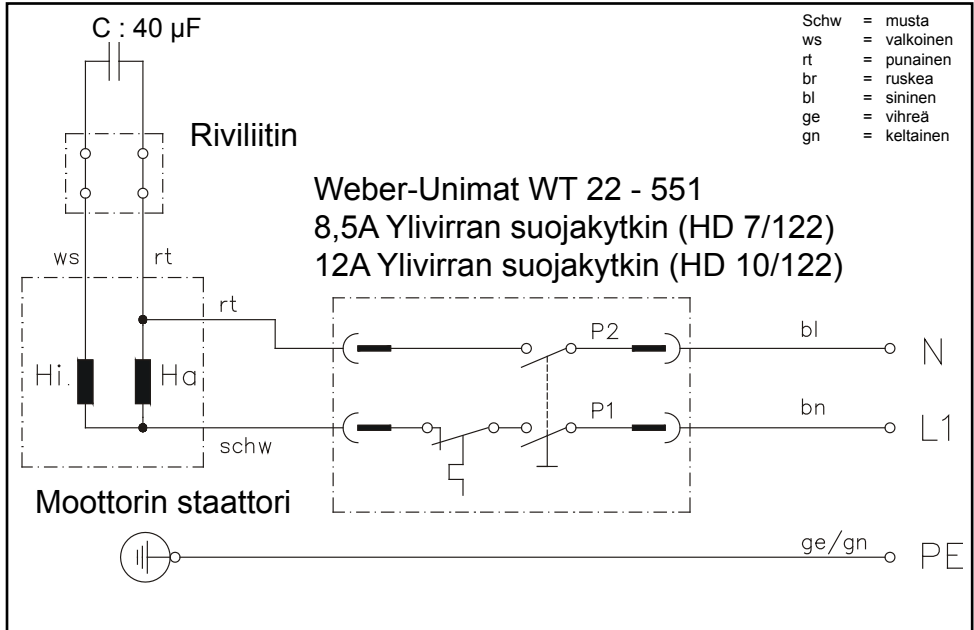 C : 40 µF
Schw = musta
ws = valkoinen
rt = punainen
br = ruskea
bl = sininen
ge = vihreä
gn = keltainen
Riviliitin
Weber-Unimat WT 22 - 551
8,5A Ylivirran suojakytkin (HD 7/122)
12A Ylivirran suojakytkin (HD 10/122)
ws rt
rt
P2
bl
N
Hi.
Ha
P1
bn
L1
schw
Moottorin staattori
ge/gn
PE